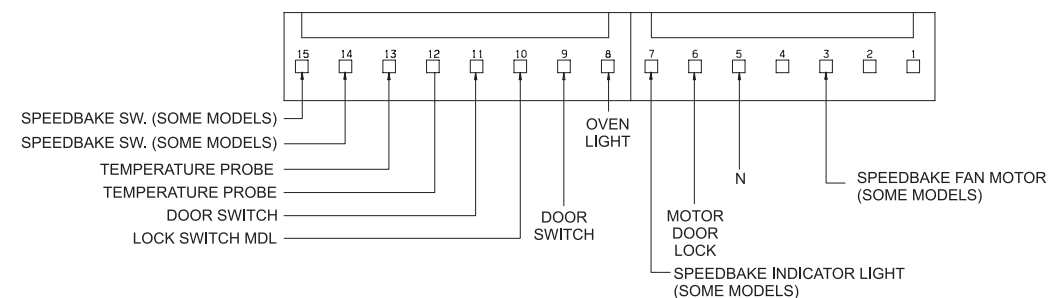 15 14 13 12 11 10 9 8 7 6 5 4 3 2 1
SPEEDBAKE SW. (SOME MODELS)
SPEEDBAKE SW. (SOME MODELS)
TEMPERATURE PROBE
TEMPERATURE PROBE
DOOR SWITCH
LOCK SWITCH MDL
OVEN
LIGHT
DOOR
SWITCH
MOTOR
DOOR
LOCK
N
SPEEDBAKE FAN MOTOR
(SOME MODELS)
SPEEDBAKE INDICATOR LIGHT
(SOME MODELS)